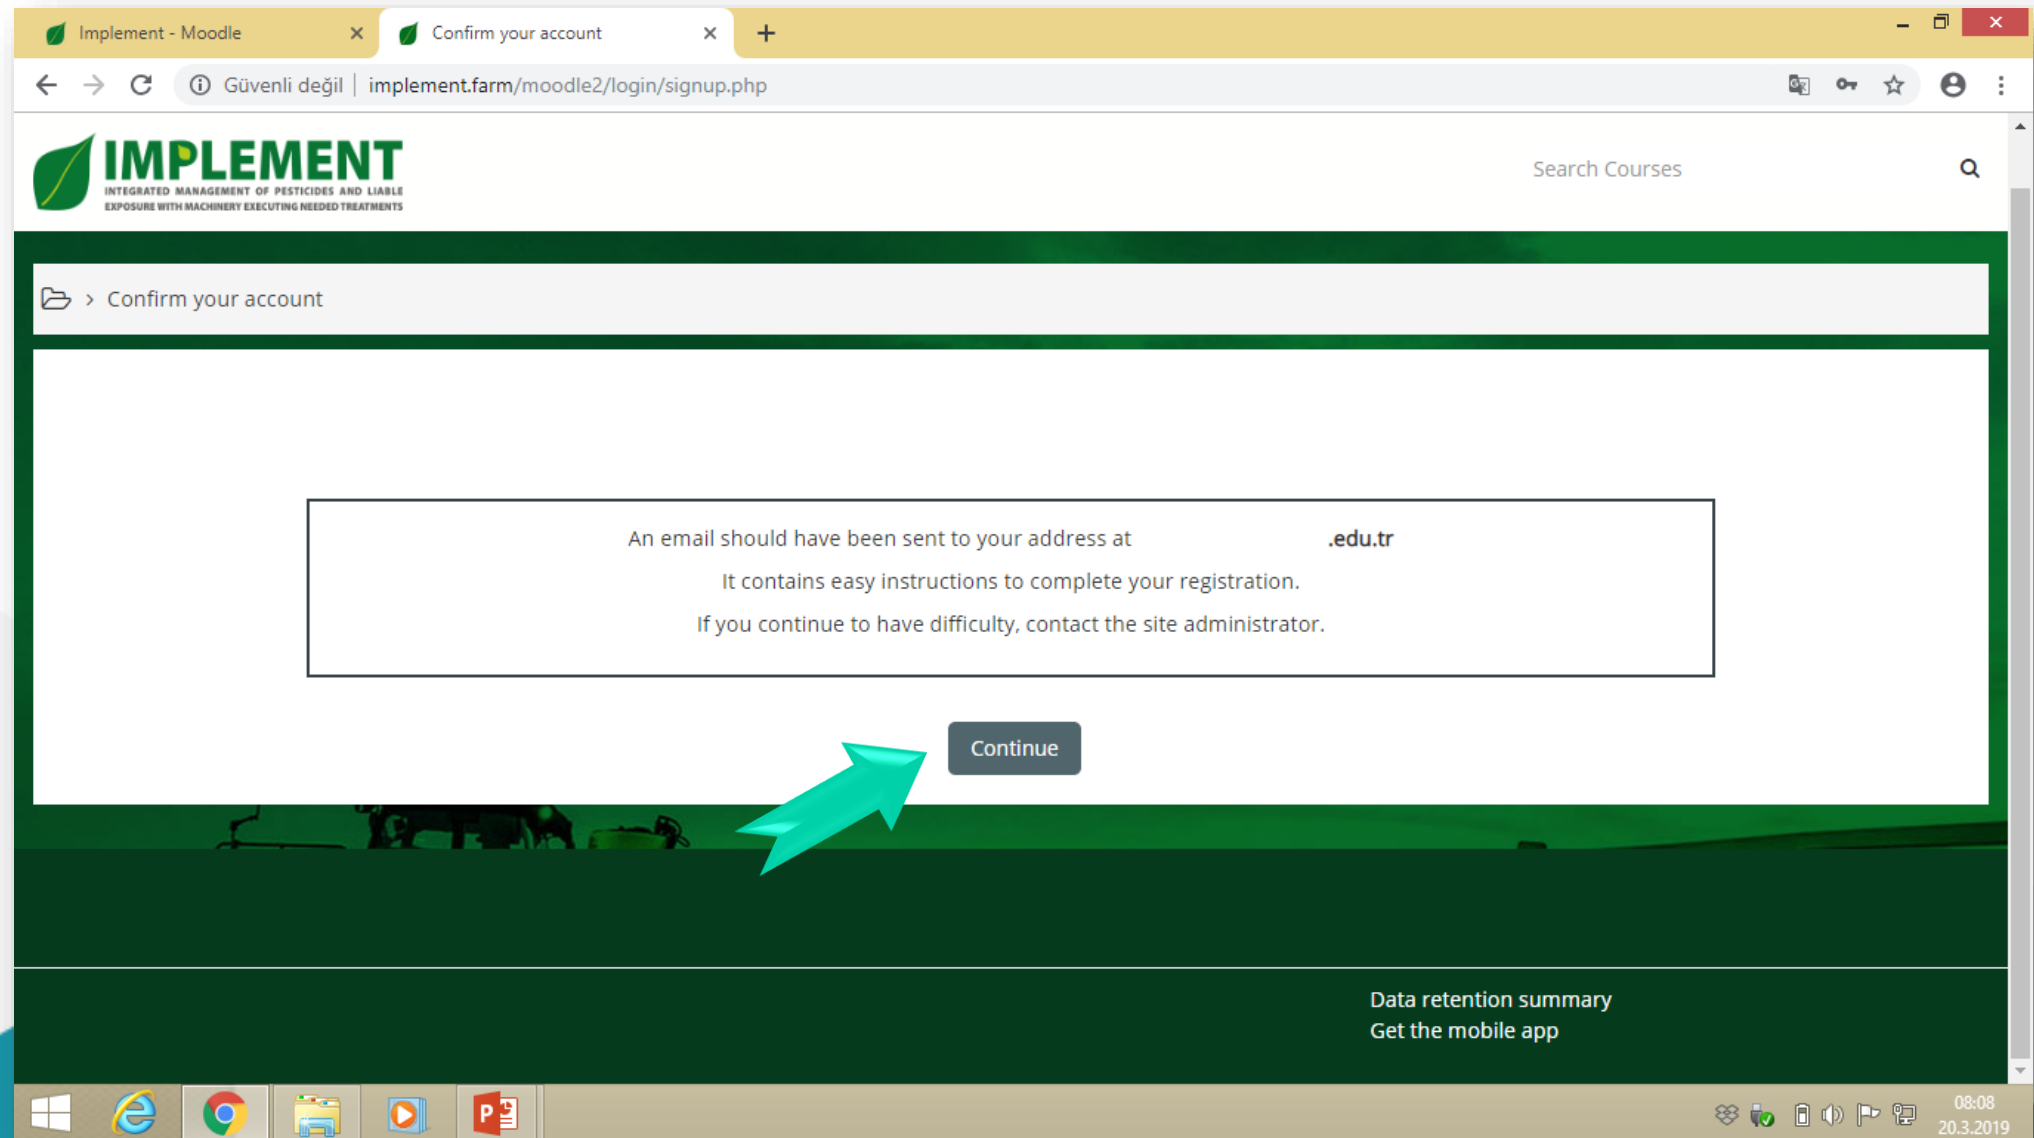 Implement - Moodle
Confirm your account
Güvenli değil | implement.farm/moodle2/login/signup.php
IMPLEMENT
INTEGRATED MANAGEMENT OF PESTICIDES AND LIABLE
EXPOSURE WITH MACHINERY EXECUTING NEEDED TREATMENTS
Search Courses
> Confirm your account
An email should have been sent to your address at .edu.tr
It contains easy instructions to complete your registration.
If you continue to have difficulty, contact the site administrator.
Continue
Data retention summary
Get the mobile app
08:08
20.3.2019